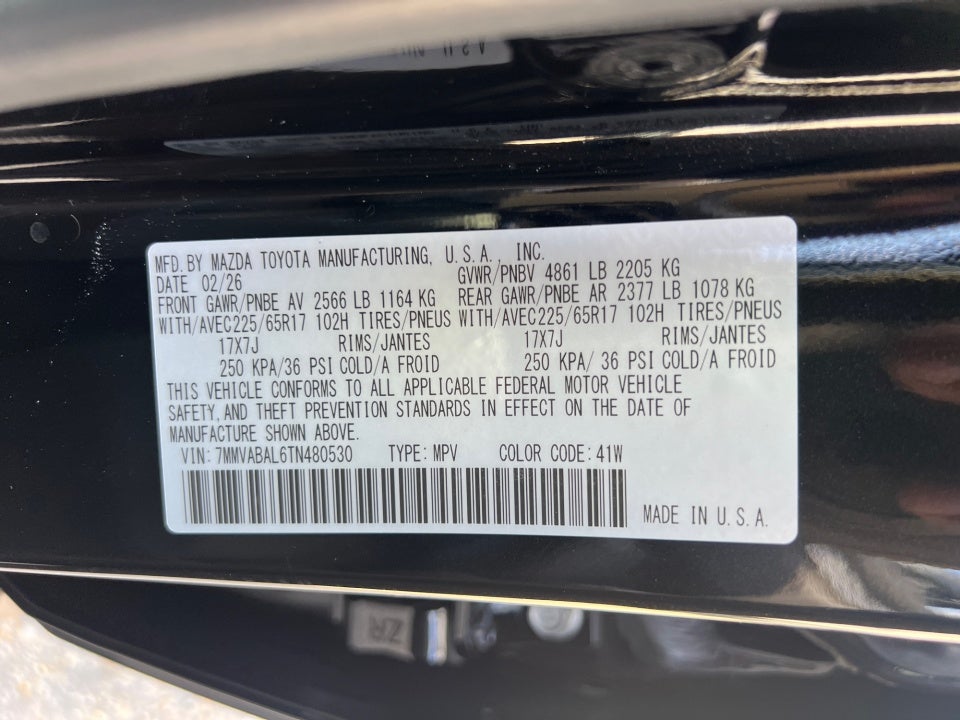 MFD. BY MAZDA TOYOTA MANUFACTURING, U.S.A., INC.
DATE 02/26 GVWR/PNBV 4861 LB 2205 KG
FRONT GAWR/PNBE AV 2566 LB 1164 KG REAR GAWR/PNBE AR 2377 LB 1078 KG
WITH/AVEC225/65R17 102H TIRES/PNEUS WITH/AVEC225/65R17 102H TIRES/PNEUS
17X7J RIMS/JANTES 17X7J RIMS/JANTES
250 KPA/36 PSI COLD/A FROID 250 KPA/ 36 PSI COLD/A FROID
THIS VEHICLE CONFORMS TO ALL APPLICABLE FEDERAL MOTOR VEHICLE
SAFETY, AND THEFT PREVENTION STANDARDS IN EFFECT ON THE DATE OF
MANUFACTURE SHOWN ABOVE.
VIN: 7MMVABAL6TN480530 TYPE: MPV COLOR CODE: 41W
MADE IN U.S.A.